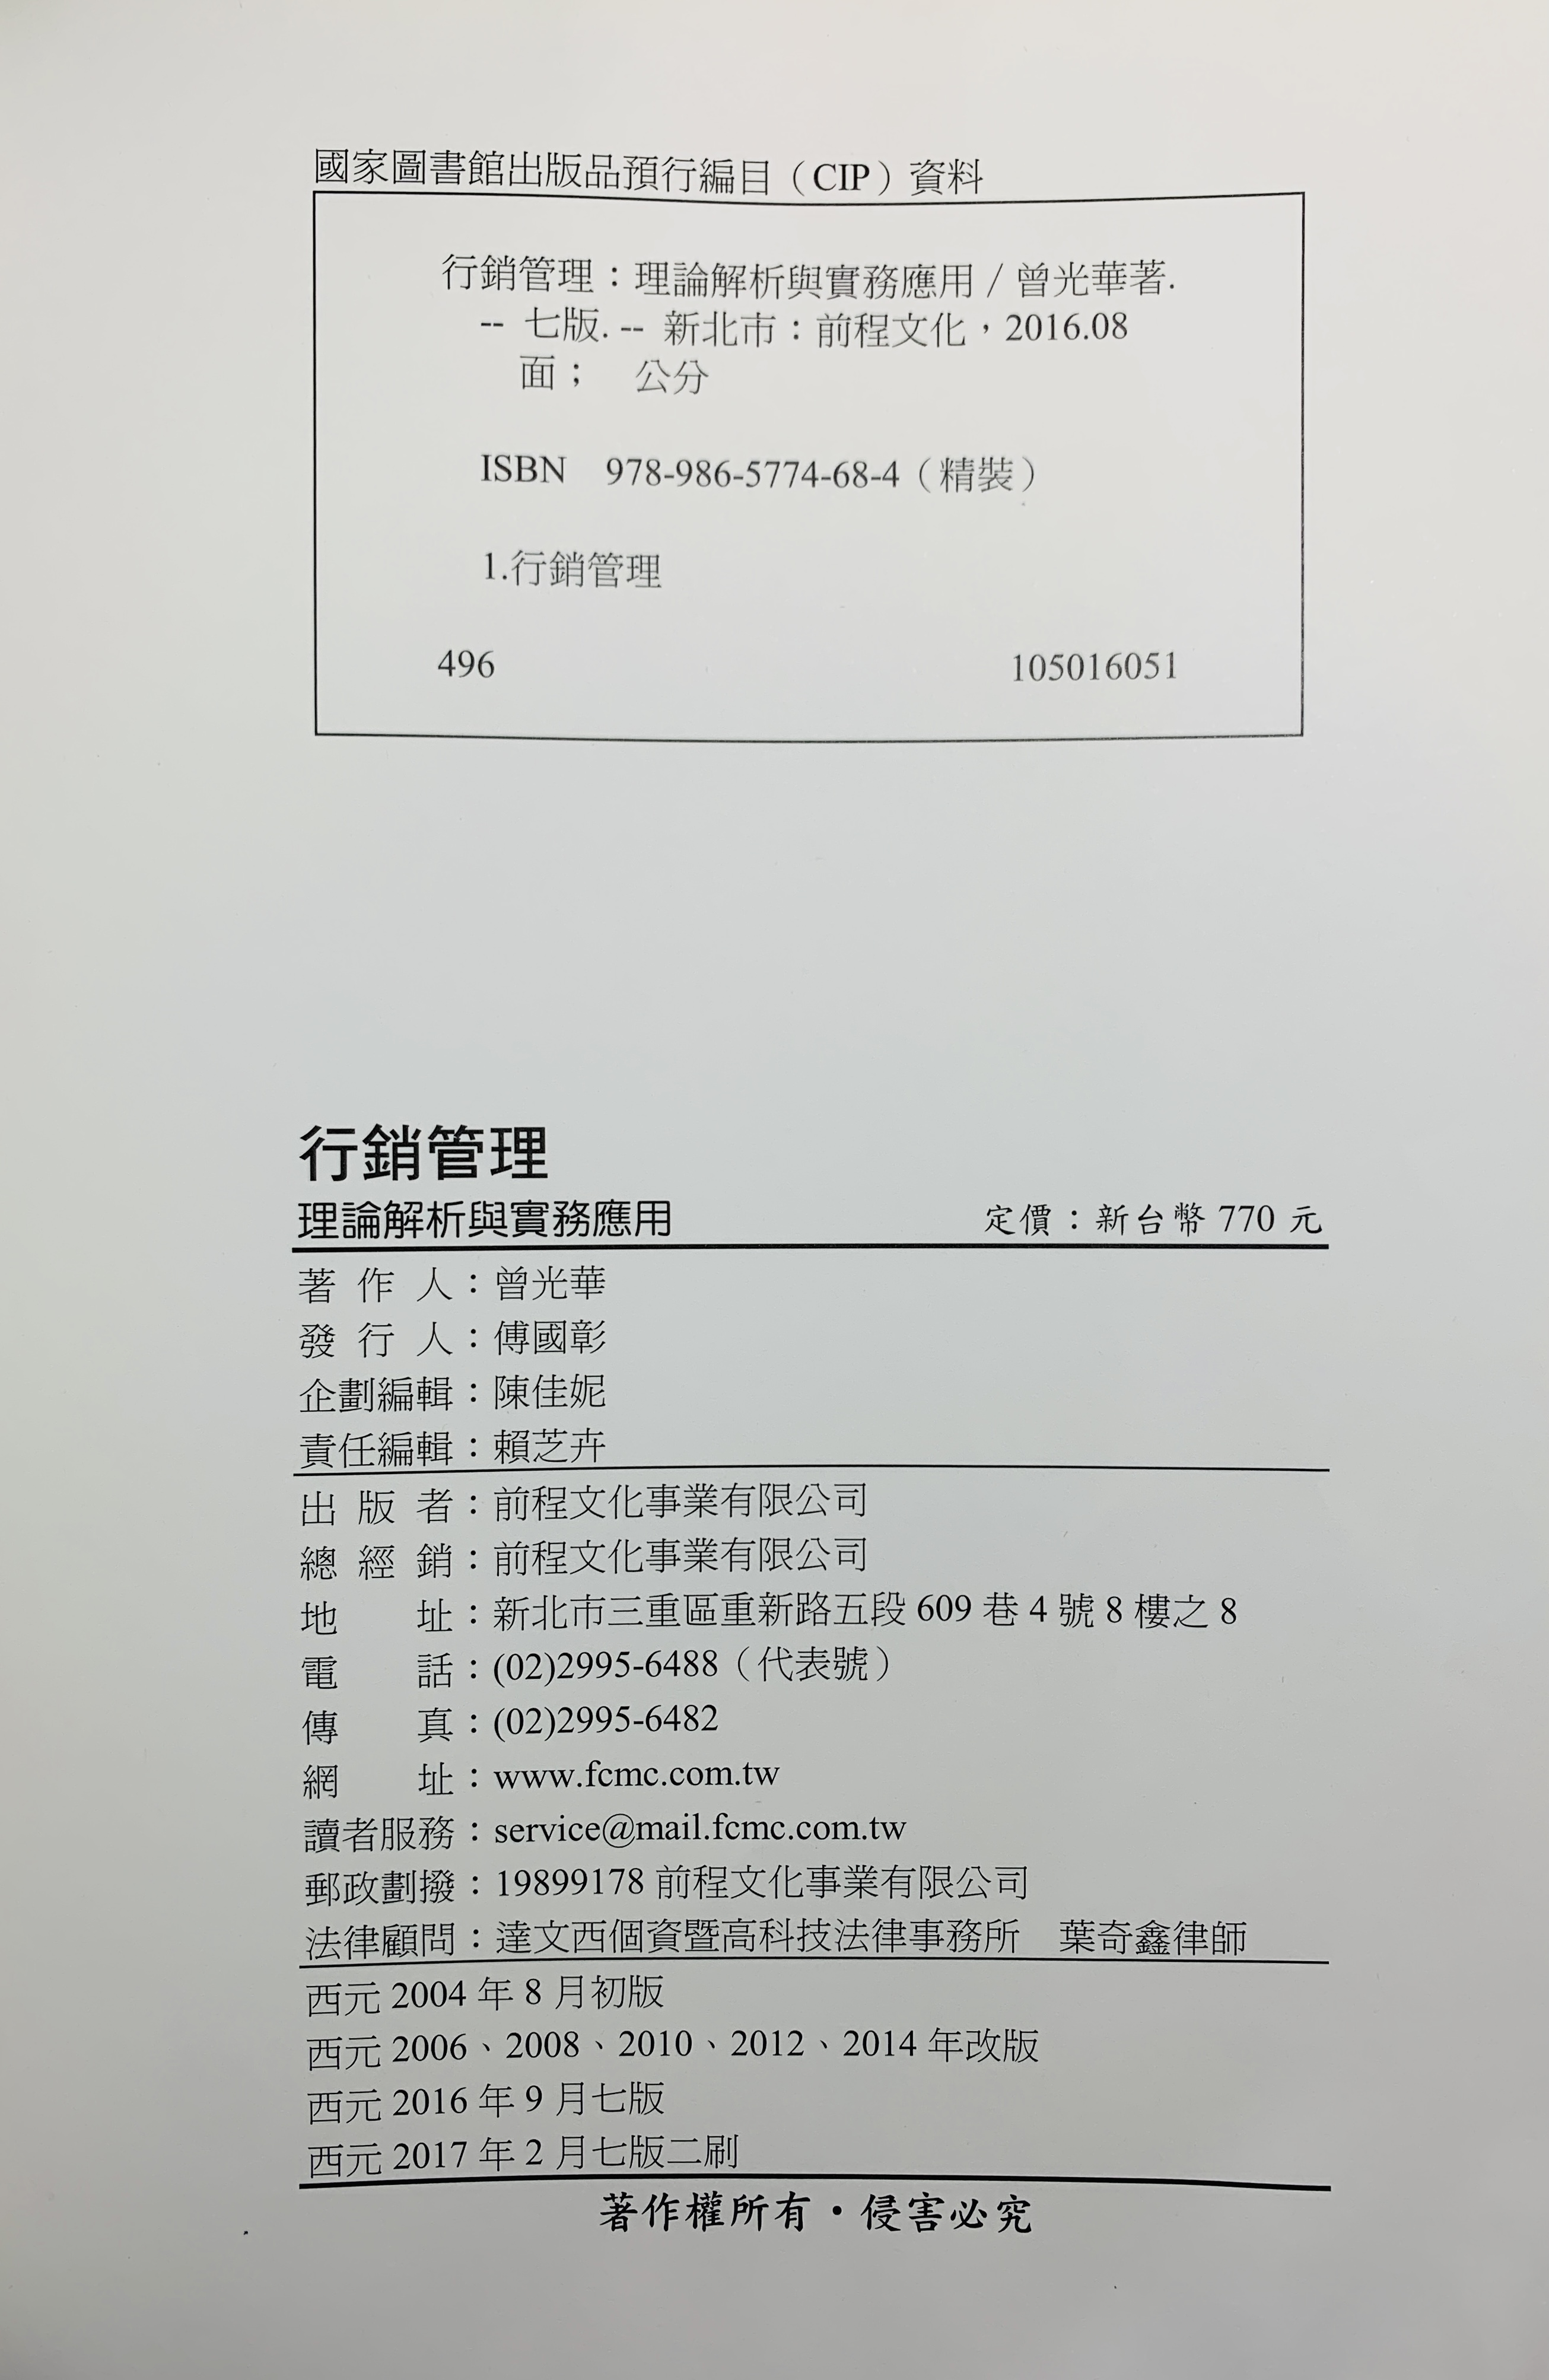 國家圖書館出版品預行編目（CIP）資料
行銷管理：理論解析與實務應用 / 曾光華著.
-- 七版. -- 新北市：前程文化，2016.08
面；　公分
ISBN　978-986-5774-68-4（精裝）
1.行銷管理
496　105016051
行銷管理
理論解析與實務應用　定價：新台幣 770 元
著 作 人：曾光華
發 行 人：傅國彰
企劃編輯：陳佳妮
責任編輯：賴芝卉
出 版 者：前程文化事業有限公司
總 經 銷：前程文化事業有限公司
地　　址：新北市三重區重新路五段 609 巷 4 號 8 樓之 8
電　　話：(02)2995-6488（代表號）
傳　　真：(02)2995-6482
網　　址：www.fcmc.com.tw
讀者服務：service@mail.fcmc.com.tw
郵政劃撥：19899178 前程文化事業有限公司
法律顧問：達文西個資暨高科技法律事務所　葉奇鑫律師
西元 2004 年 8 月初版
西元 2006、2008、2010、2012、2014 年改版
西元 2016 年 9 月七版
西元 2017 年 2 月七版二刷
著作權所有・侵害必究